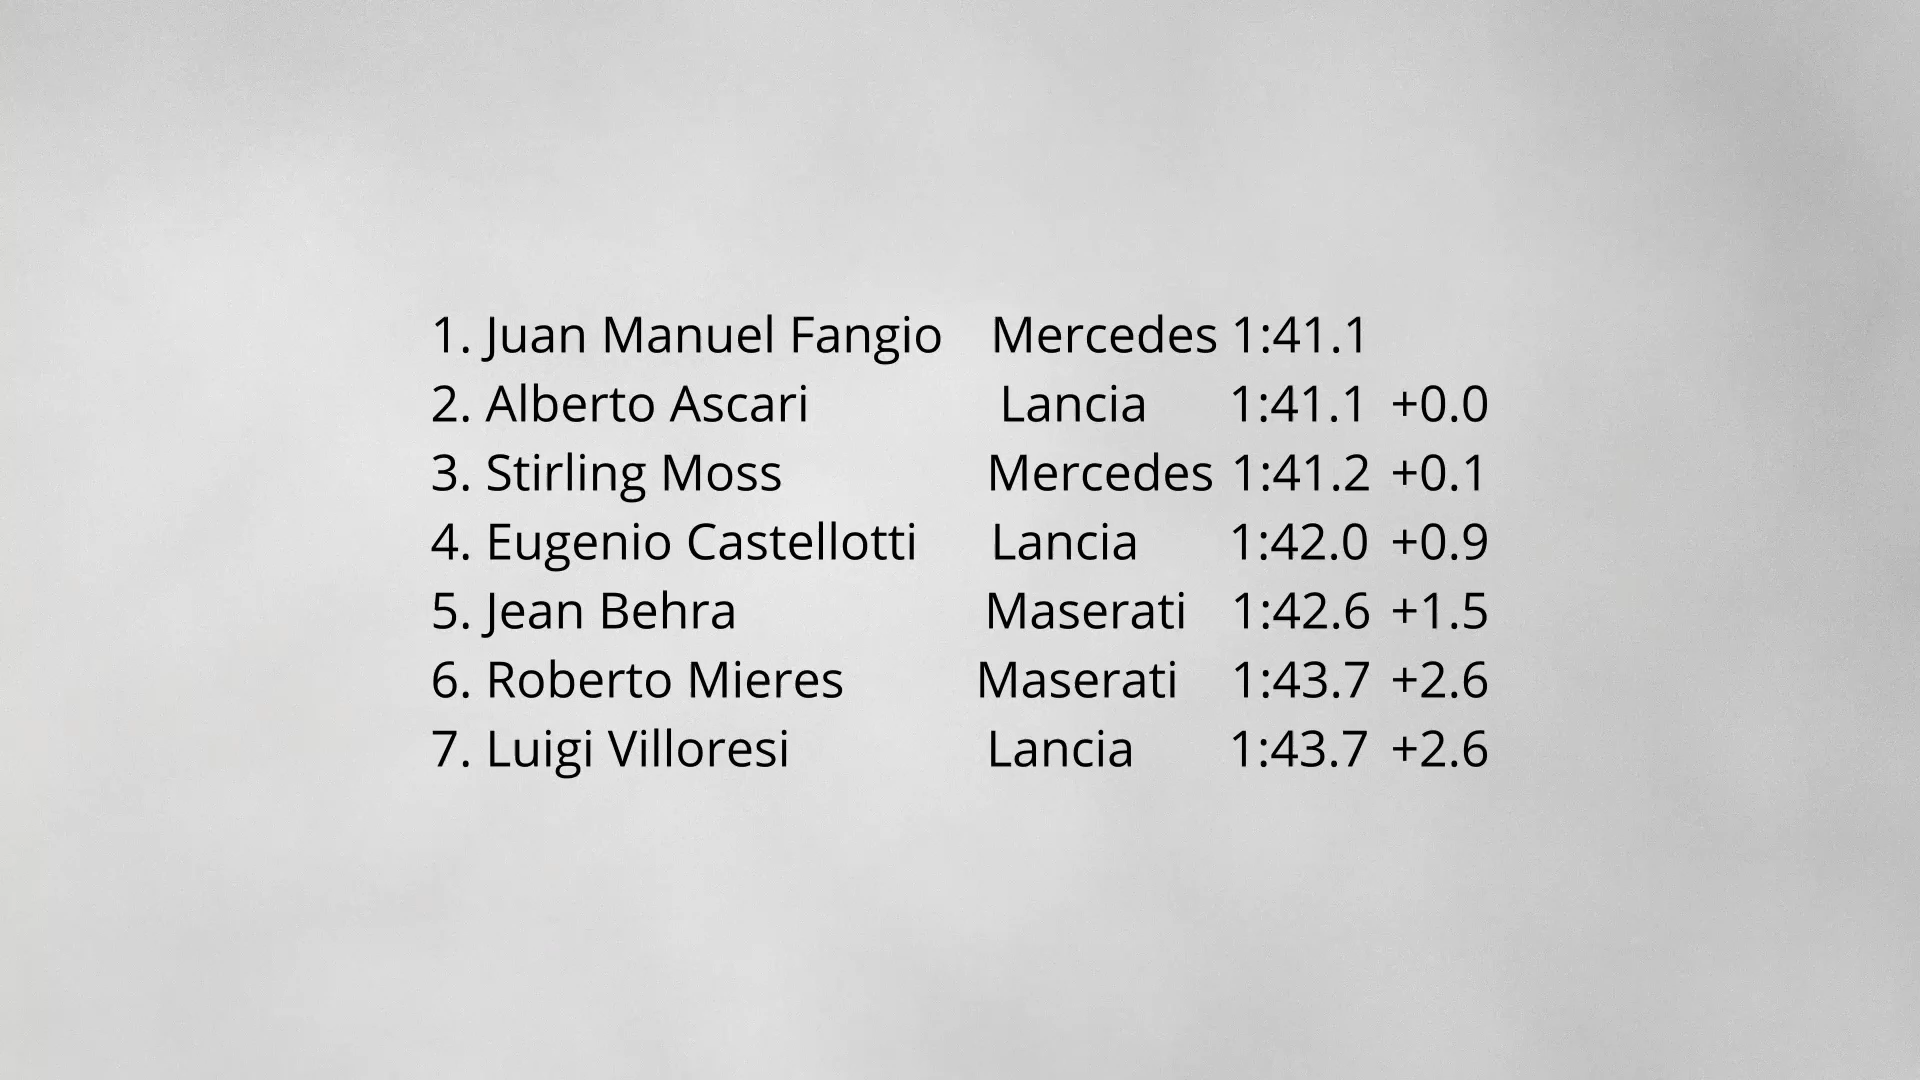 1. Juan Manuel Fangio Mercedes 1:41.1
2. Alberto Ascari Lancia 1:41.1 +0.0
3. Stirling Moss Mercedes 1:41.2 +0.1
4. Eugenio Castellotti Lancia 1:42.0 +0.9
5. Jean Behra Maserati 1:42.6 +1.5
6. Roberto Mieres Maserati 1:43.7 +2.6
7. Luigi Villoresi Lancia 1:43.7 +2.6